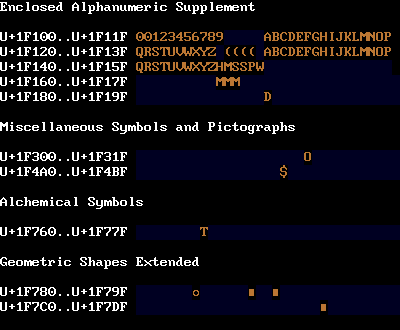 Enclosed Alphanumeric Supplement
U+1F100..U+1F11F 00123456789 ABCDEFGHIJKLMNOP
U+1F120..U+1F13F QRSTUVWXYZ (((( ABCDEFGHIJKLMNOP
U+1F140..U+1F15F QRSTUVWXYZHMSSPW
U+1F160..U+1F17F MMM
U+1F180..U+1F19F D
Miscellaneous Symbols and Pictographs
U+1F300..U+1F31F O
U+1F4A0..U+1F4BF $
Alchemical Symbols
U+1F760..U+1F77F T
Geometric Shapes Extended
U+1F780..U+1F79F ∘ ▪ ▪
U+1F7C0..U+1F7DF ▪